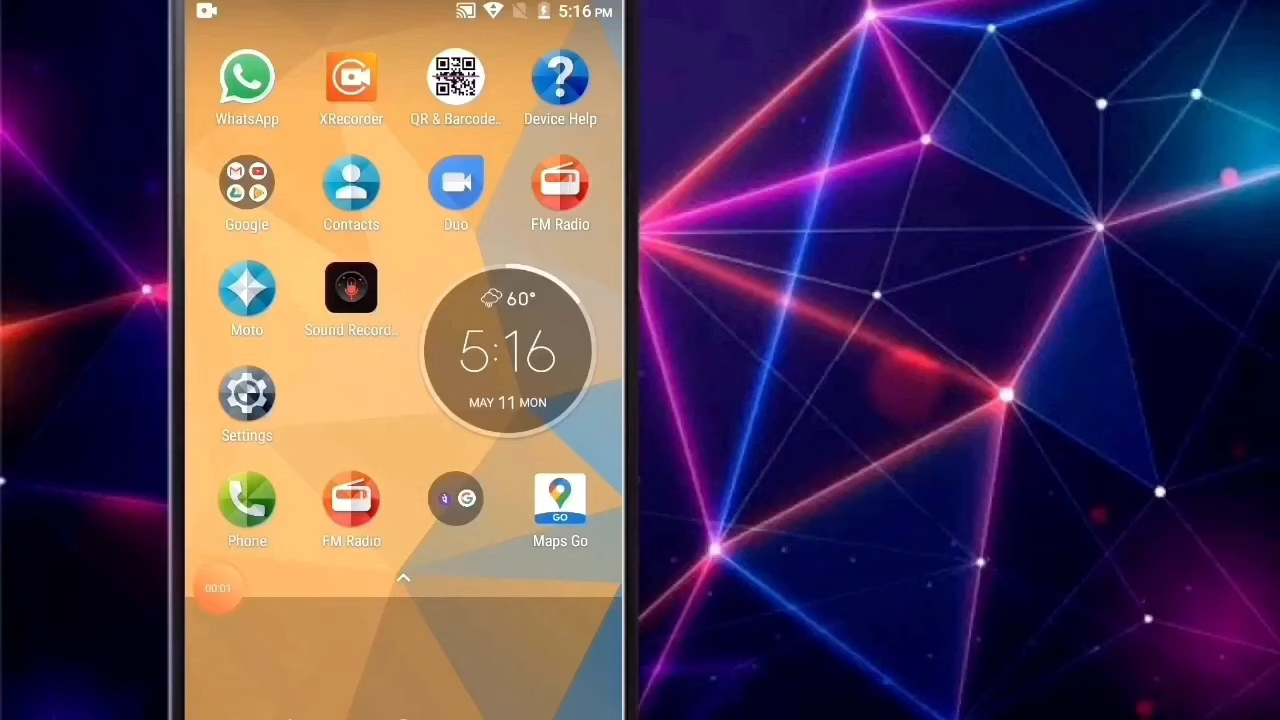 5:16 PM
WhatsApp
XRecorder
QR & Barcode..
Device Help
Google
Contacts
Duo
FM Radio
Moto
Sound Record..
60°
5:16
MAY 11 MON
Settings
GO
Phone
FM Radio
Maps Go
00:01